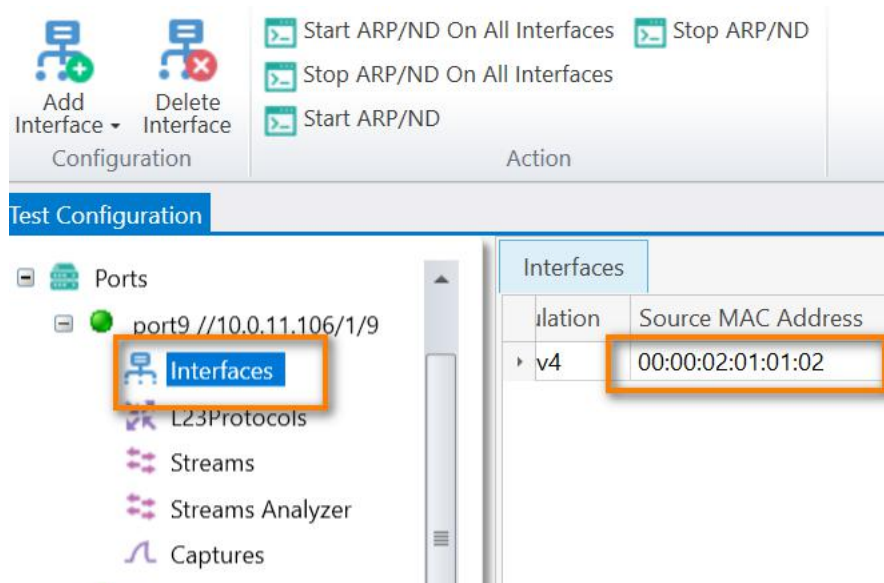 Start ARP/ND On All Interfaces Stop ARP/ND
Stop ARP/ND On All Interfaces
Start ARP/ND
Add Interface
Delete Interface
Configuration
Action
Test Configuration
Ports
port9 //10.0.11.106/1/9
Interfaces
L23Protocols
Streams
Streams Analyzer
Captures
Interfaces
ulation Source MAC Address
v4 00:00:02:01:01:02